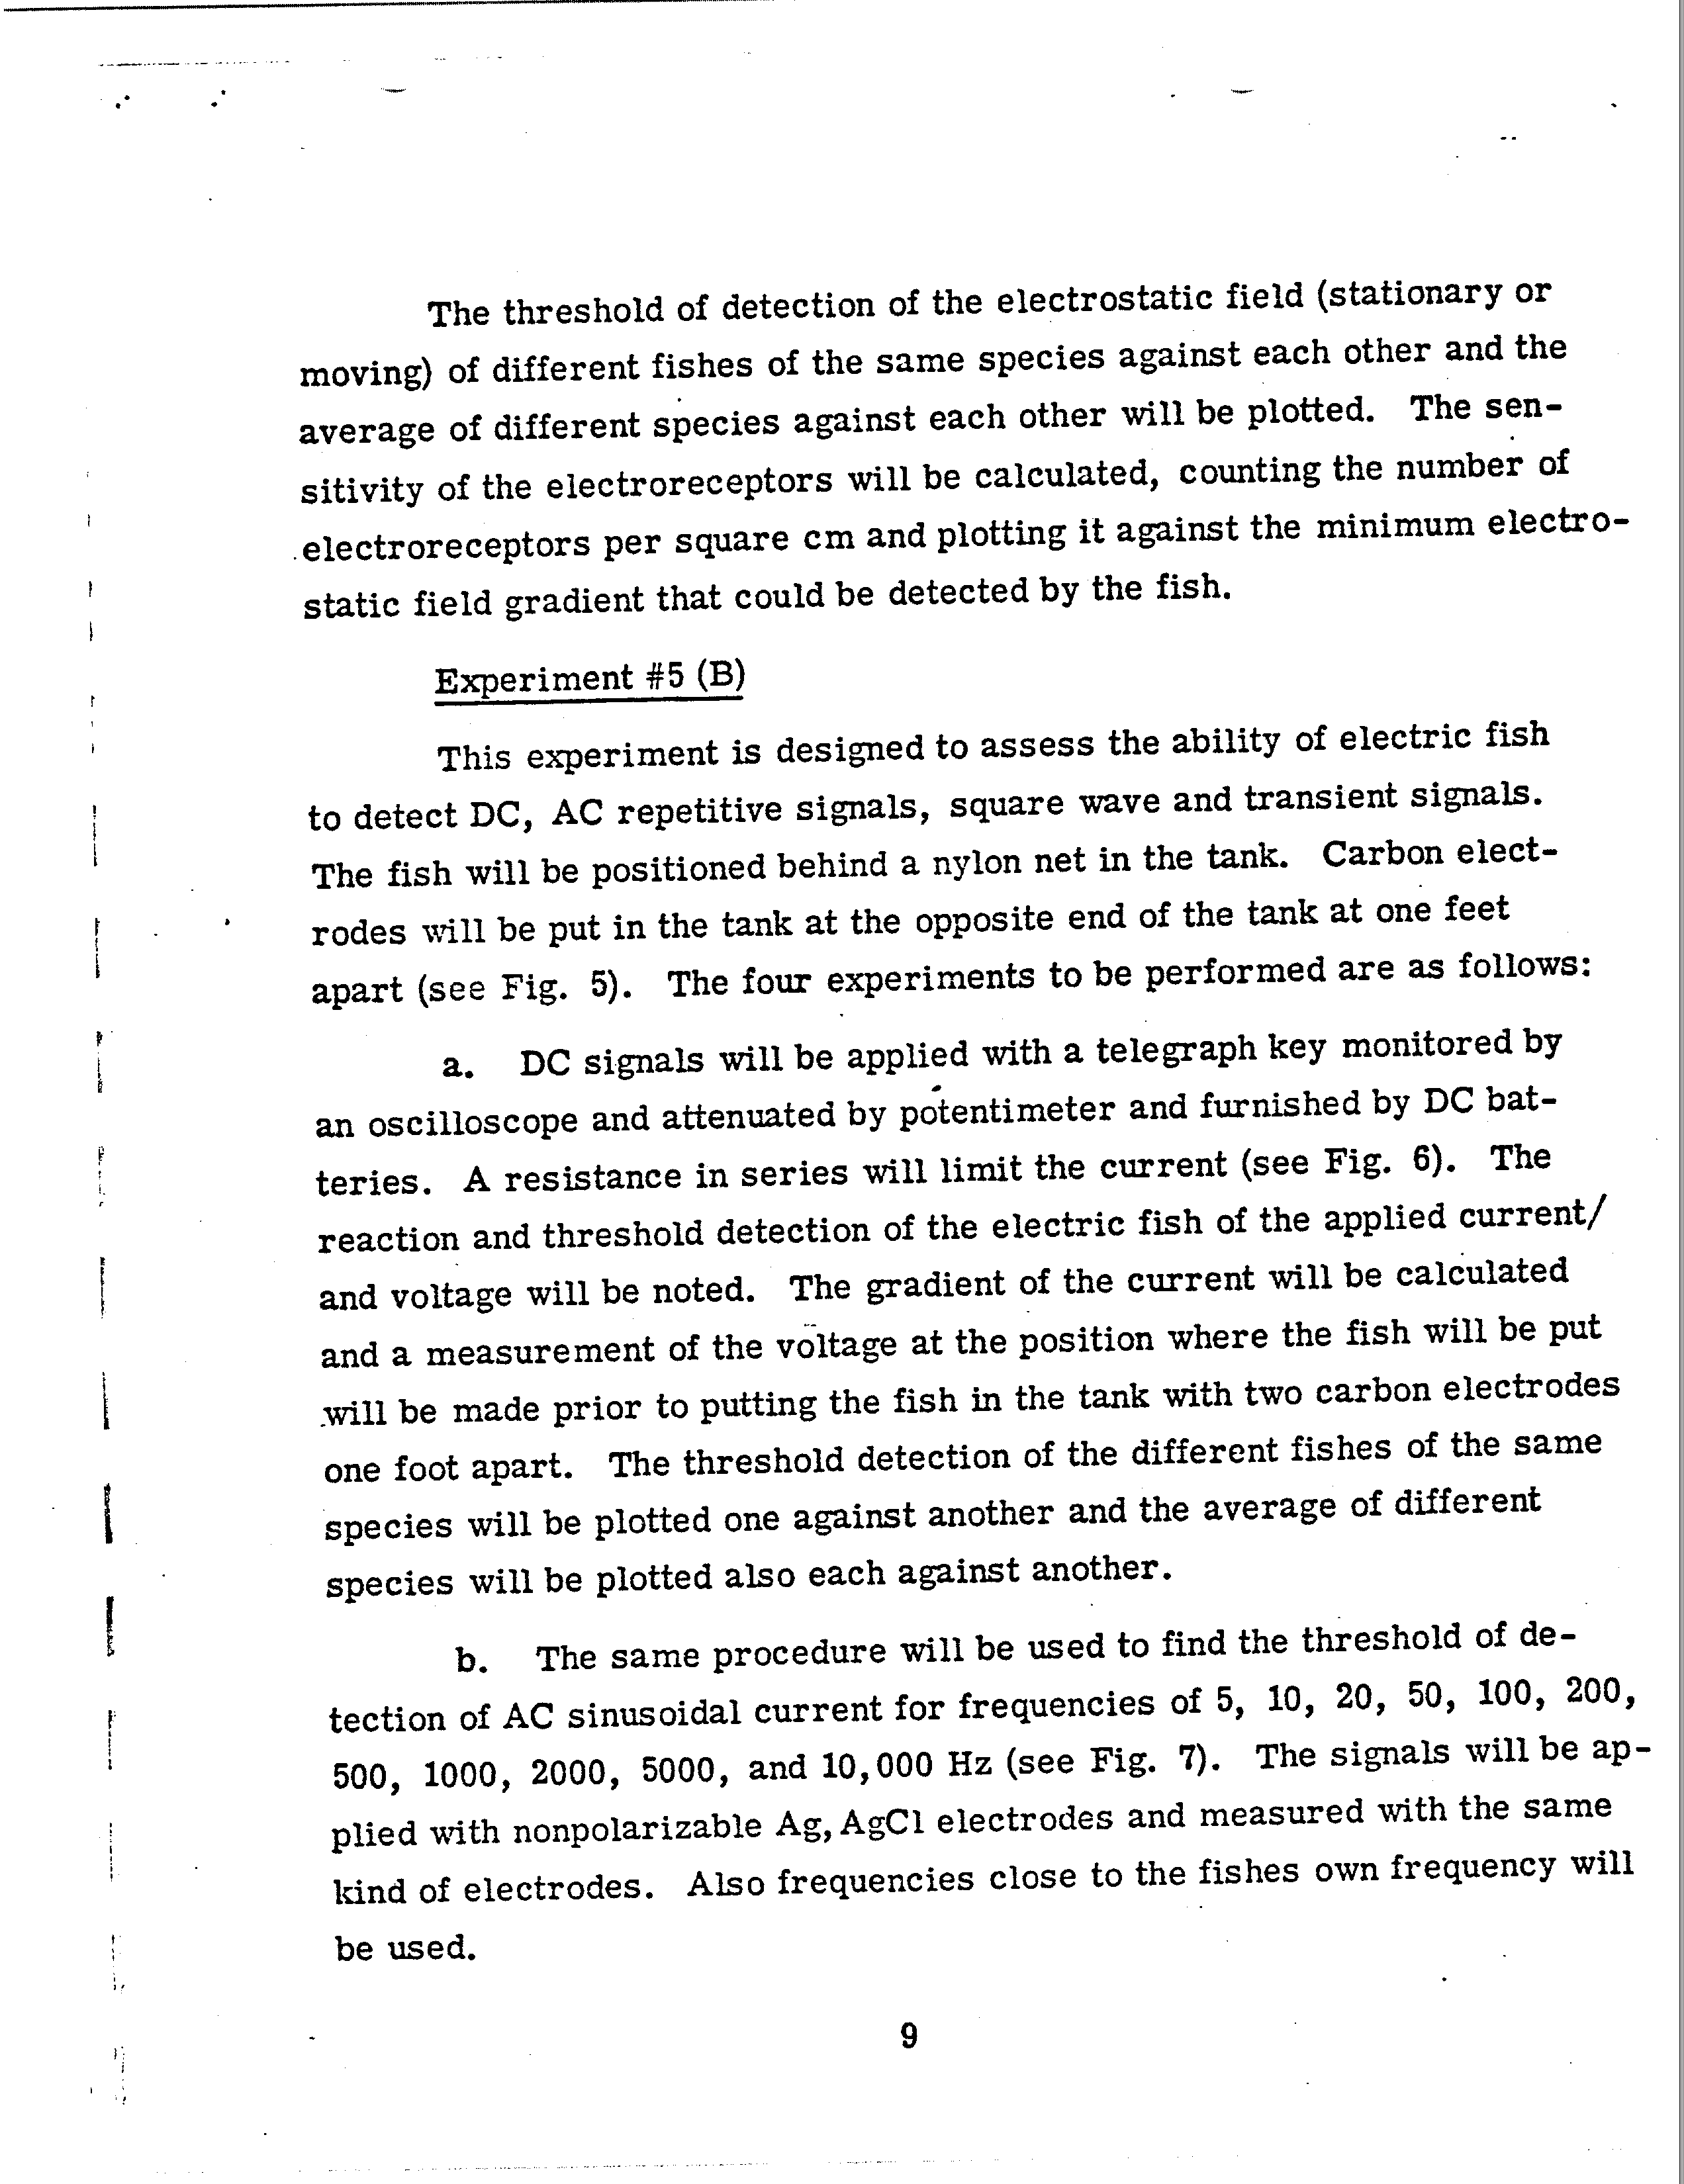 The threshold of detection of the electrostatic field (stationary or
moving) of different fishes of the same species against each other and the
average of different species against each other will be plotted. The sen-
sitivity of the electroreceptors will be calculated, counting the number of
electroreceptors per square cm and plotting it against the minimum electro-
static field gradient that could be detected by the fish.
Experiment #5 (B)
This experiment is designed to assess the ability of electric fish
to detect DC, AC repetitive signals, square wave and transient signals.
The fish will be positioned behind a nylon net in the tank. Carbon elect-
rodes will be put in the tank at the opposite end of the tank at one feet
apart (see Fig. 5). The four experiments to be performed are as follows:
a. DC signals will be applied with a telegraph key monitored by
an oscilloscope and attenuated by potentimeter and furnished by DC bat-
teries. A resistance in series will limit the current (see Fig. 6). The
reaction and threshold detection of the electric fish of the applied current/
and voltage will be noted. The gradient of the current will be calculated
and a measurement of the voltage at the position where the fish will be put
will be made prior to putting the fish in the tank with two carbon electrodes
one foot apart. The threshold detection of the different fishes of the same
species will be plotted one against another and the average of different
species will be plotted also each against another.
b. The same procedure will be used to find the threshold of de-
tection of AC sinusoidal current for frequencies of 5, 10, 20, 50, 100, 200,
500, 1000, 2000, 5000, and 10,000 Hz (see Fig. 7). The signals will be ap-
plied with nonpolarizable Ag, AgCl electrodes and measured with the same
kind of electrodes. Also frequencies close to the fishes own frequency will
be used.
9